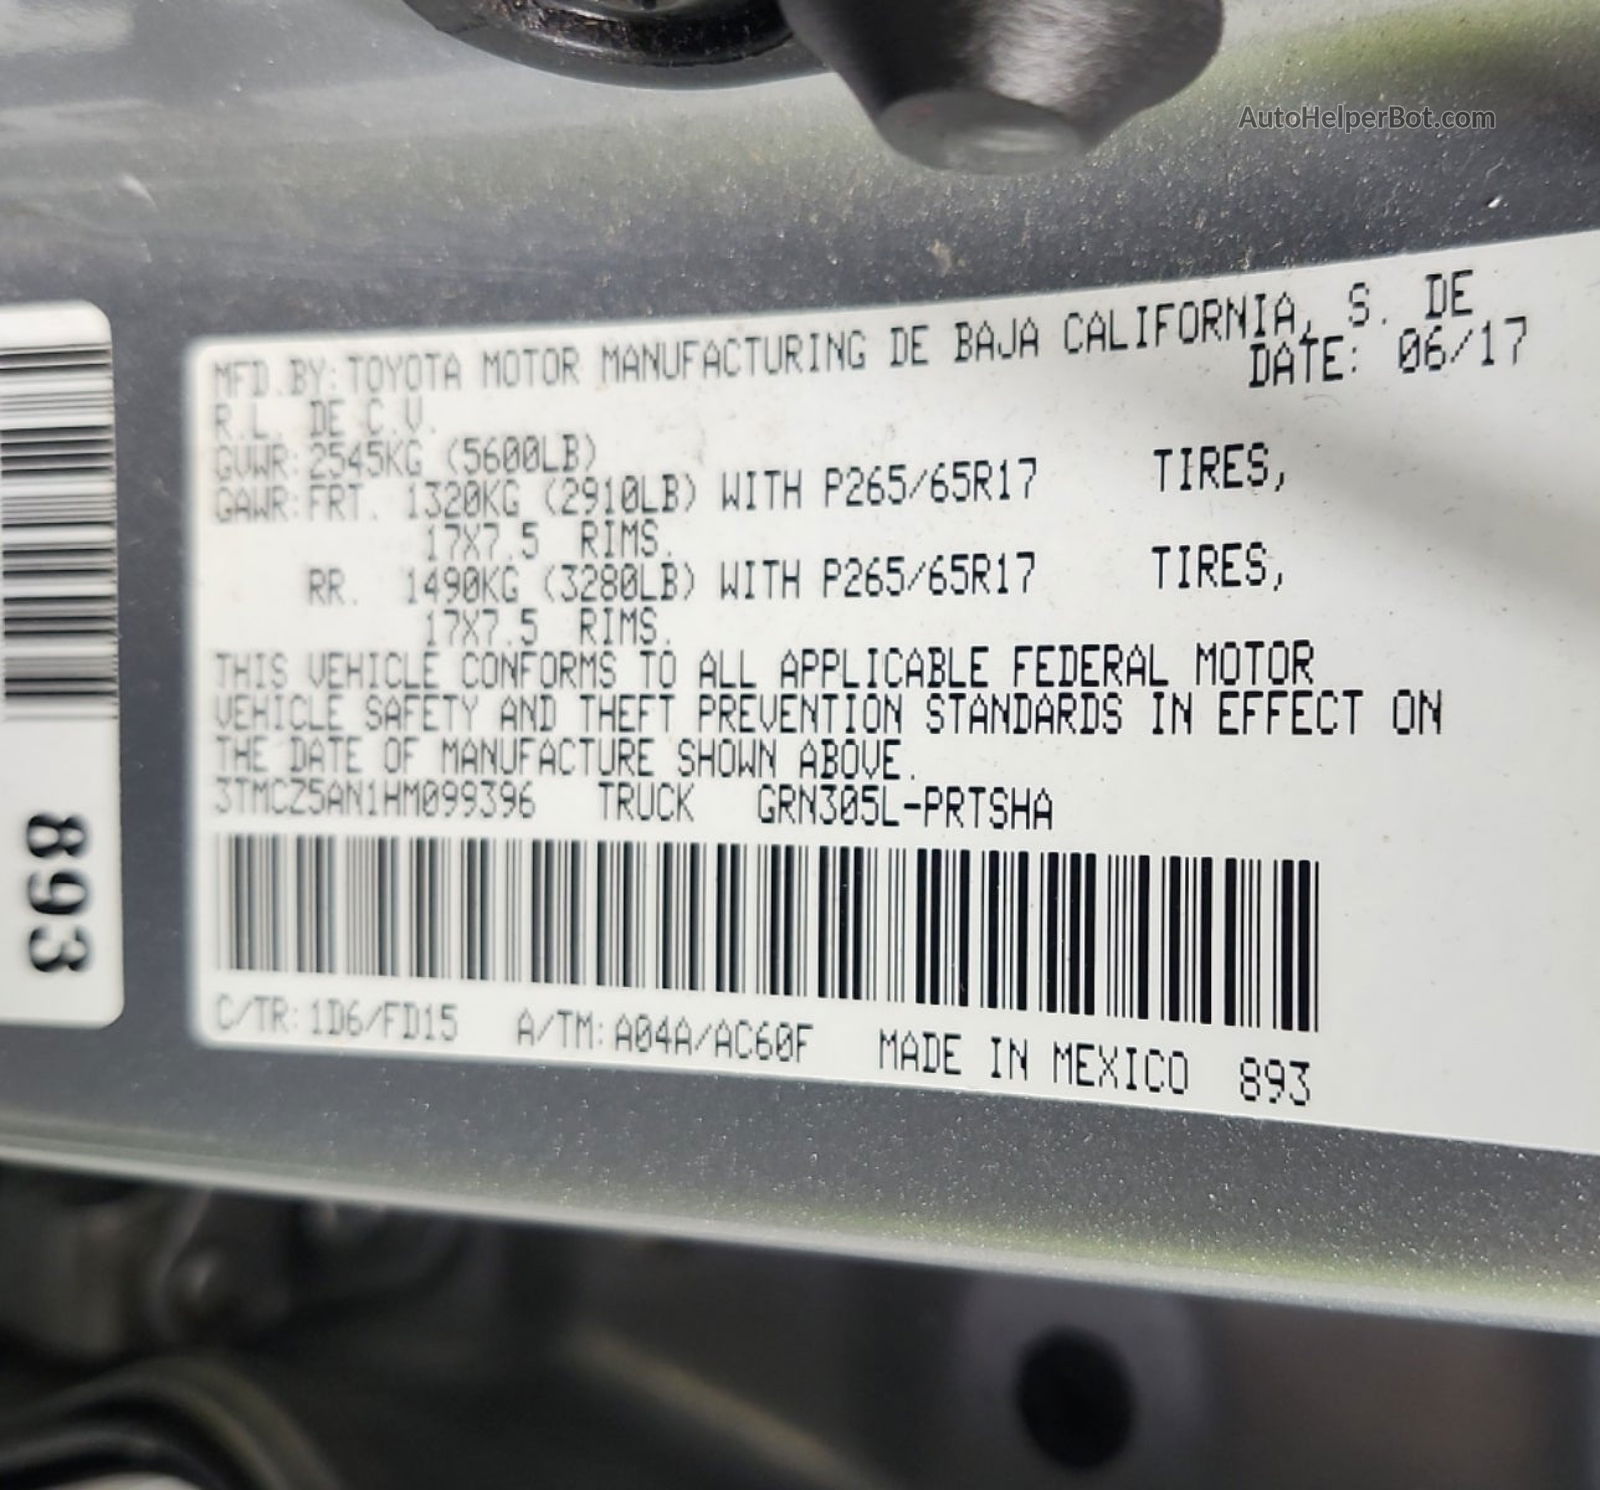 AutoHelperBot.com
MFD.BY:TOYOTA MOTOR MANUFACTURING DE BAJA CALIFORNIA, S. DE
R.L. DE C.V. DATE: 06/17
GVWR:2545KG (5600LB)
GAWR:FRT. 1320KG (2910LB) WITH P265/65R17 TIRES,
17X7.5 RIMS.
RR. 1490KG (3280LB) WITH P265/65R17 TIRES,
17X7.5 RIMS.
THIS VEHICLE CONFORMS TO ALL APPLICABLE FEDERAL MOTOR
VEHICLE SAFETY AND THEFT PREVENTION STANDARDS IN EFFECT ON
THE DATE OF MANUFACTURE SHOWN ABOVE.
3TMCZ5AN1HM099396 TRUCK GRN305L-PRTSHA
C/TR:1D6/FD15 A/TM:A04A/AC60F MADE IN MEXICO 893
893